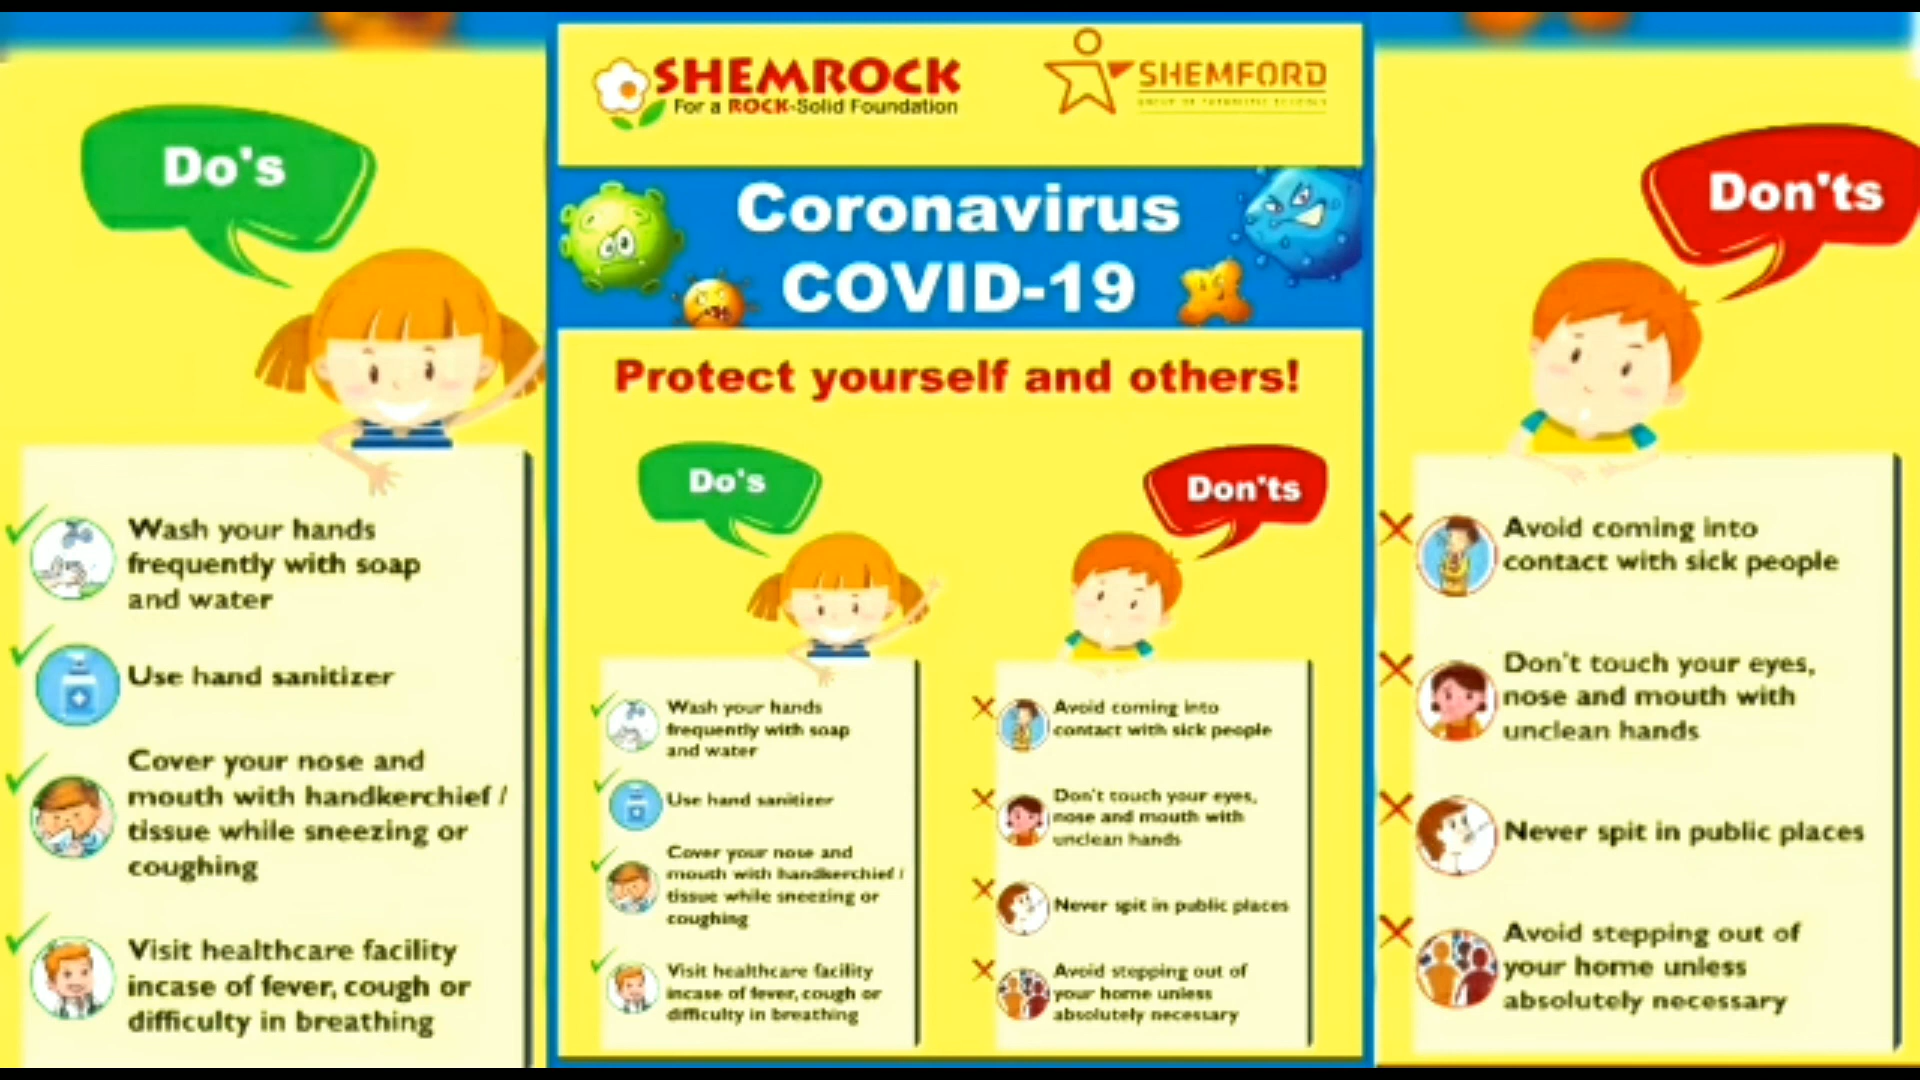 Do's
Wash your hands
frequently with soap
and water
Use hand sanitizer
Cover your nose and
mouth with handkerchief /
tissue while sneezing or
coughing
Visit healthcare facility
incase of fever, cough or
difficulty in breathing
SHEMROCK
For a ROCK-Solid Foundation
SHEMFORD
GROUP OF FUTURISTIC SCHOOLS
Coronavirus
COVID-19
Protect yourself and others!
Do's
Wash your hands
frequently with soap
and water
Use hand sanitizer
Cover your nose and
mouth with handkerchief /
tissue while sneezing or
coughing
Visit healthcare facility
incase of fever, cough or
difficulty in breathing
Don'ts
Avoid coming into
contact with sick people
Don't touch your eyes,
nose and mouth with
unclean hands
Never spit in public places
Avoid stepping out of
your home unless
absolutely necessary
Don'ts
Avoid coming into
contact with sick people
Don't touch your eyes,
nose and mouth with
unclean hands
Never spit in public places
Avoid stepping out of
your home unless
absolutely necessary